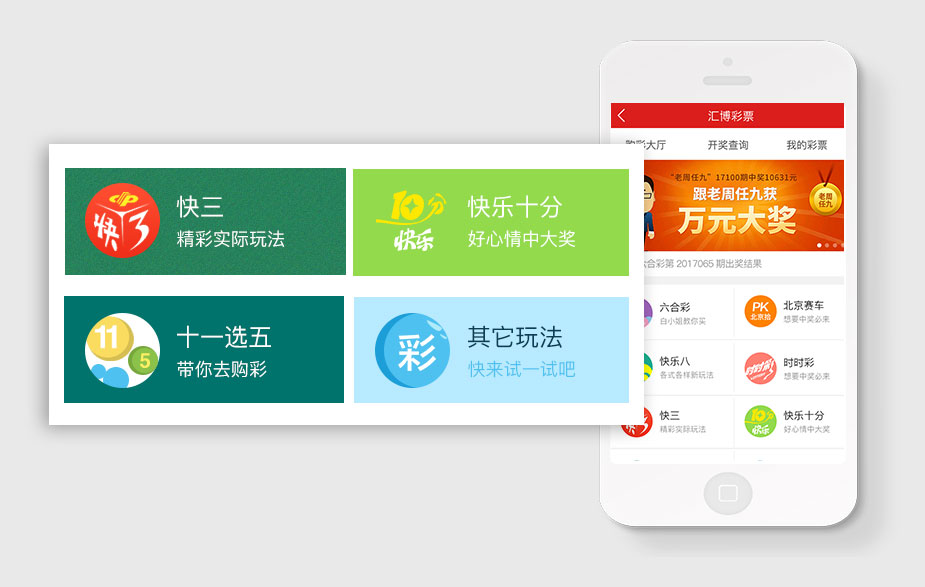 快三
精彩实际玩法
快3
10分
快乐
快乐十分
好心情中大奖
11
5
十一选五
带你去购彩
彩
其它玩法
快来试一试吧
汇博彩票
购彩大厅
开奖查询
我的彩票
“老周任九”17100期中奖10631元
跟老周任九获
万元大奖
老周
任九
六合彩第 2017065 期出奖结果
六合彩
白小姐教你买
PK
北京拾
北京赛车
想要中奖必来
快乐八
各式各样新玩法
时时彩
时时彩
想要中奖必来
快三
精彩实际玩法
10分
快乐
快乐十分
好心情中大奖